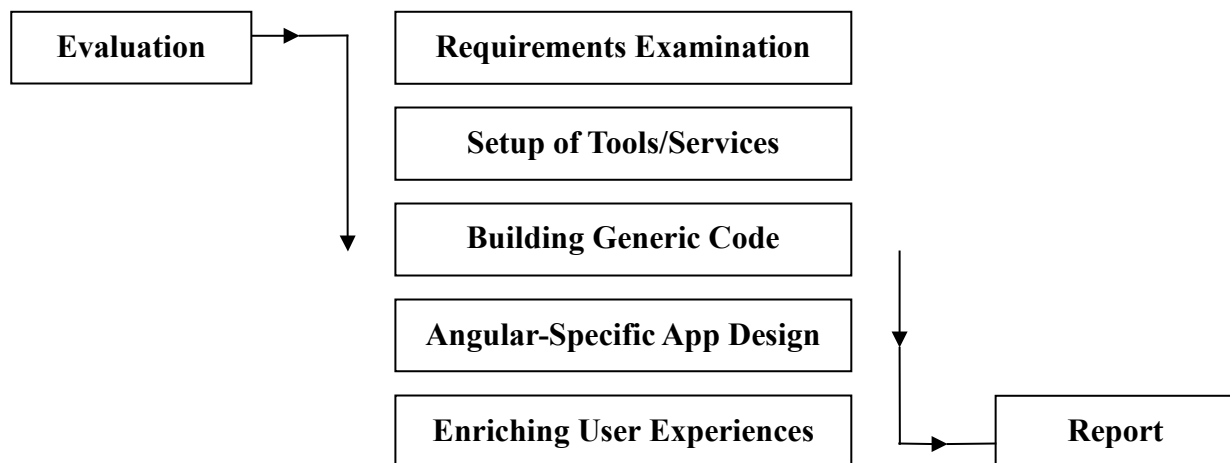 Evaluation
Requirements Examination
Setup of Tools/Services
Building Generic Code
Angular-Specific App Design
Enriching User Experiences
Report